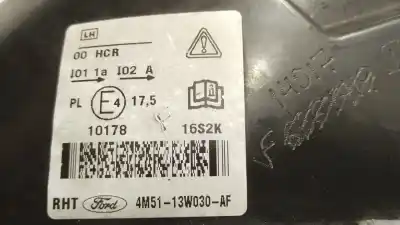 LH
00 HCR
I01 1a I02 A
PL E4 17,5
10178 16S2K
RHT Ford 4M51-13W030-AF